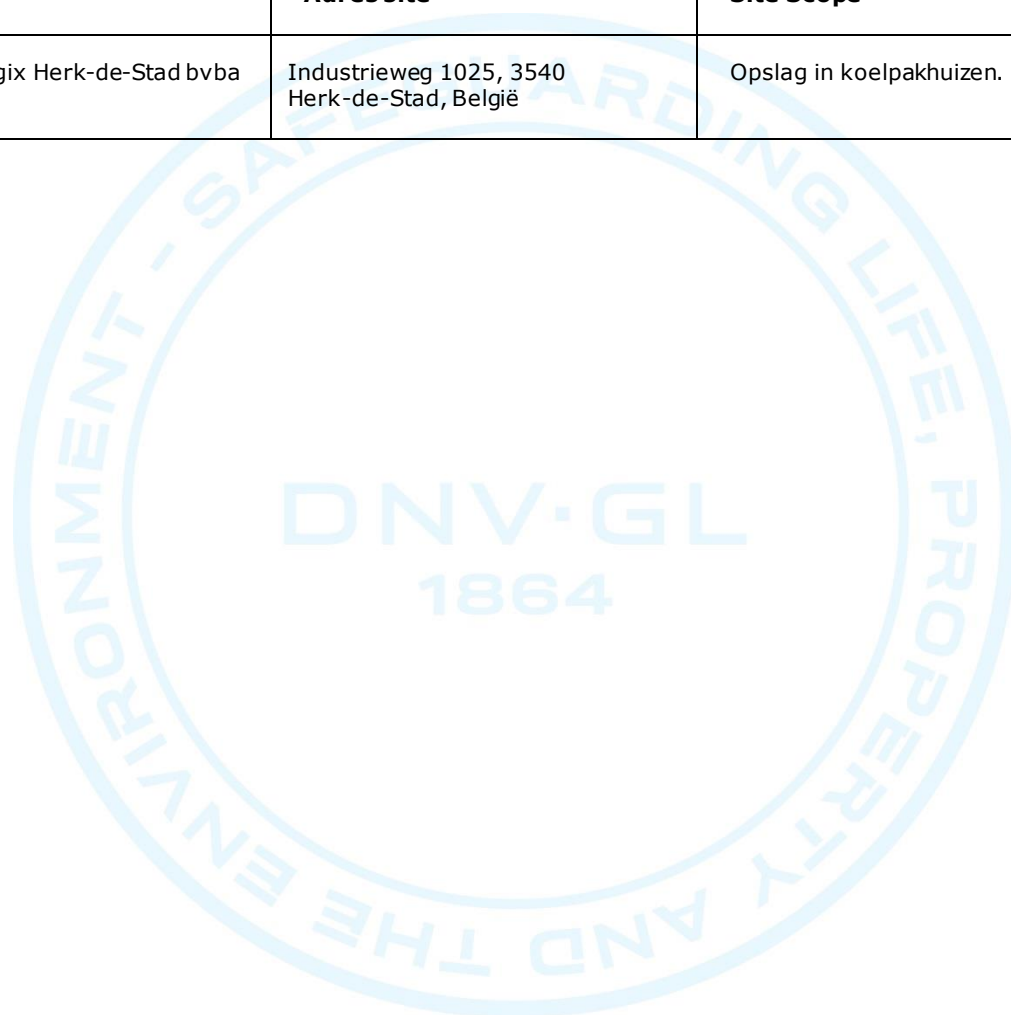 Adres site Site Scope
gix Herk-de-Stad bvba Industrieweg 1025, 3540 Opslag in koelpakhuizen.
Herk-de-Stad, België
SAFEGUARDING LIFE, PROPERTY AND THE ENVIRONMENT -
DNV·GL
1864